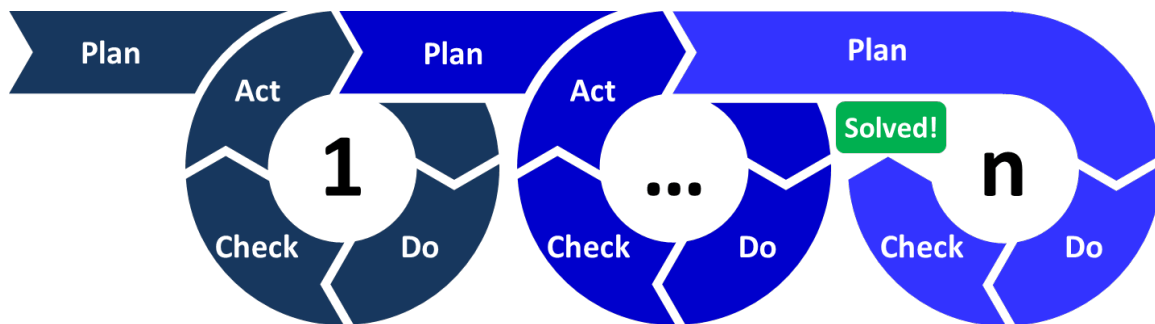 Plan
Plan
Plan
Act
Act
Solved!
1
...
n
Check
Do
Check
Do
Check
Do